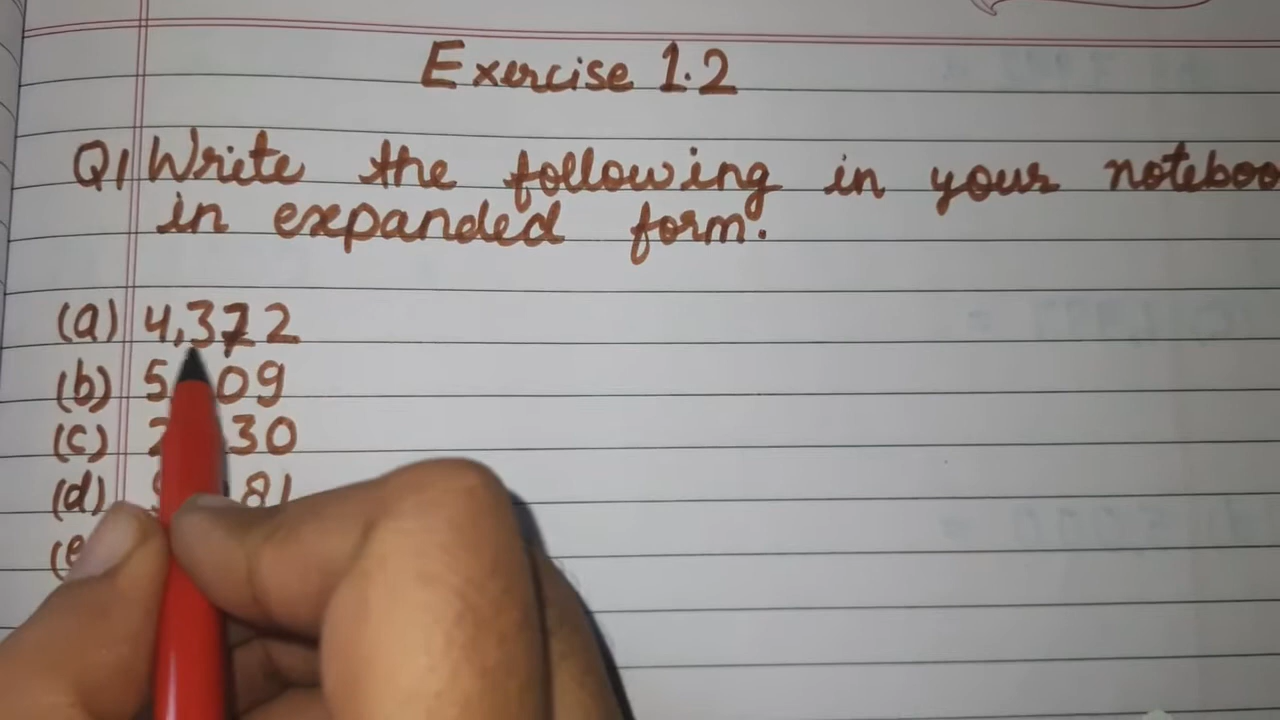 Exercise 1.2
Q1 Write the following in your noteboo
in expanded form.
(a) 4,372
(b) 5 09
(c) 2 30
(d) 81
(e